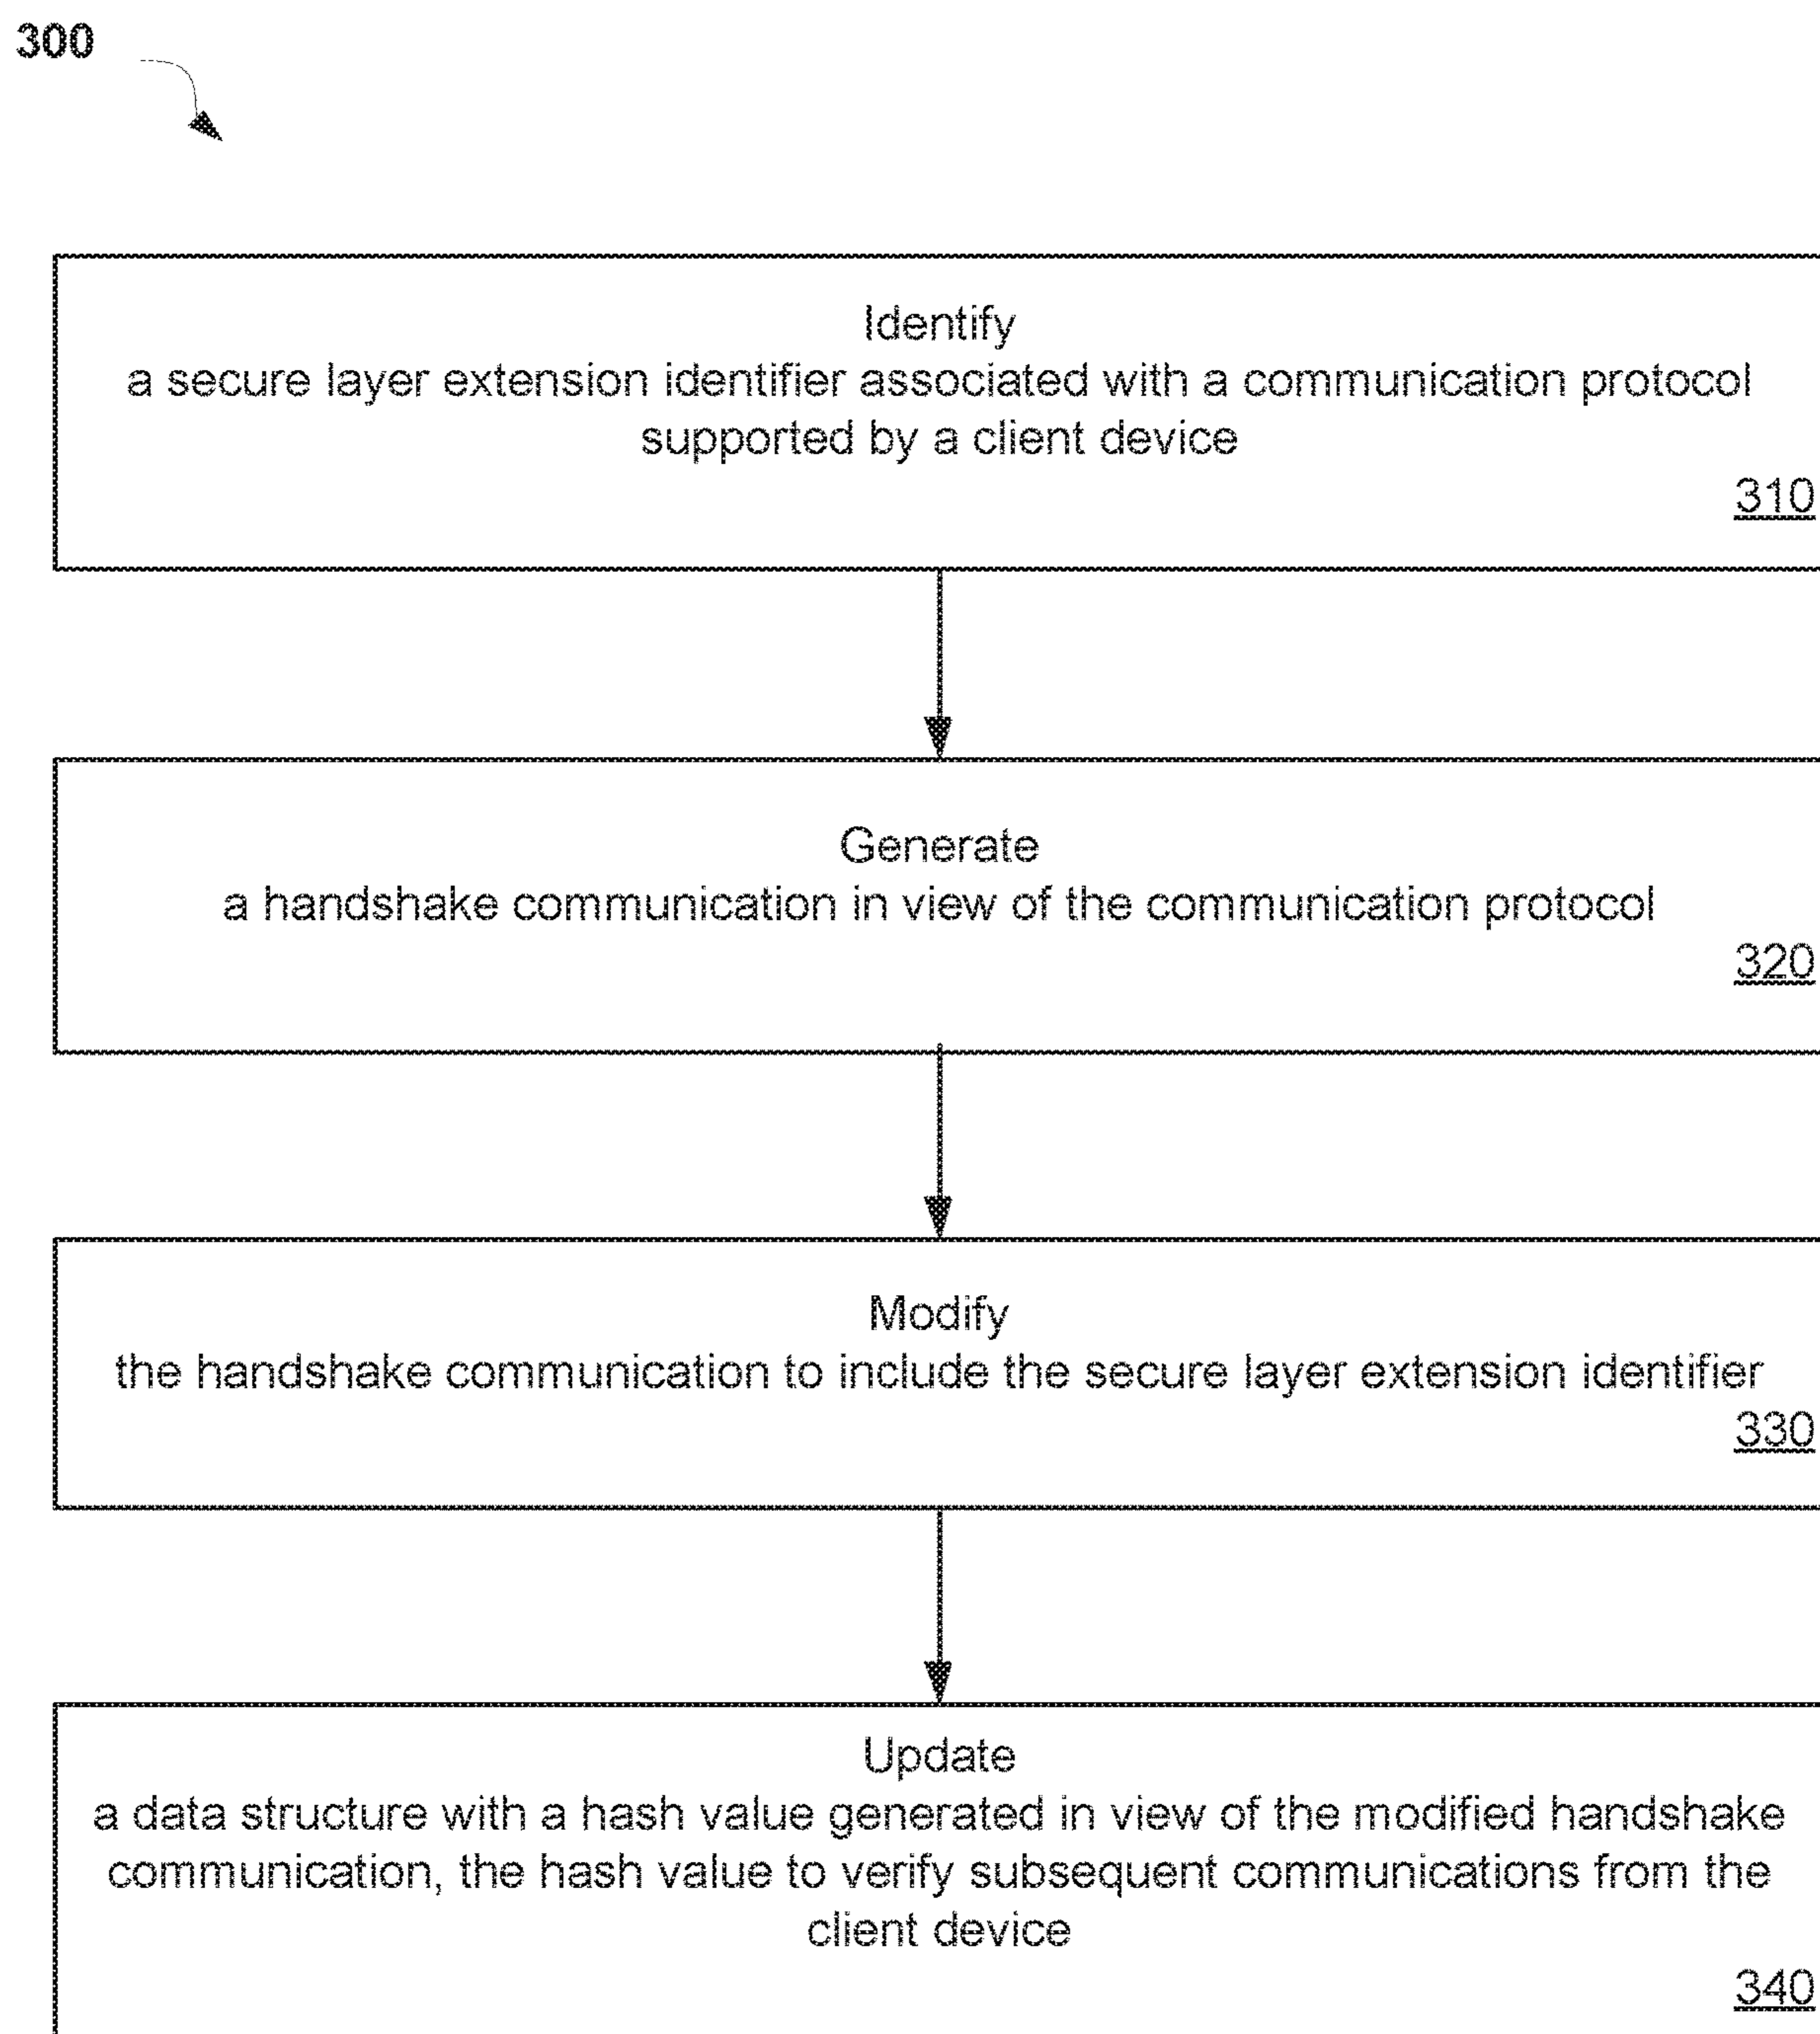 300
Identify
a secure layer extension identifier associated with a communication protocol
supported by a client device
310
Generate
a handshake communication in view of the communication protocol
320
Modify
the handshake communication to include the secure layer extension identifier
330
Update
a data structure with a hash value generated in view of the modified handshake
communication, the hash value to verify subsequent communications from the
client device
340